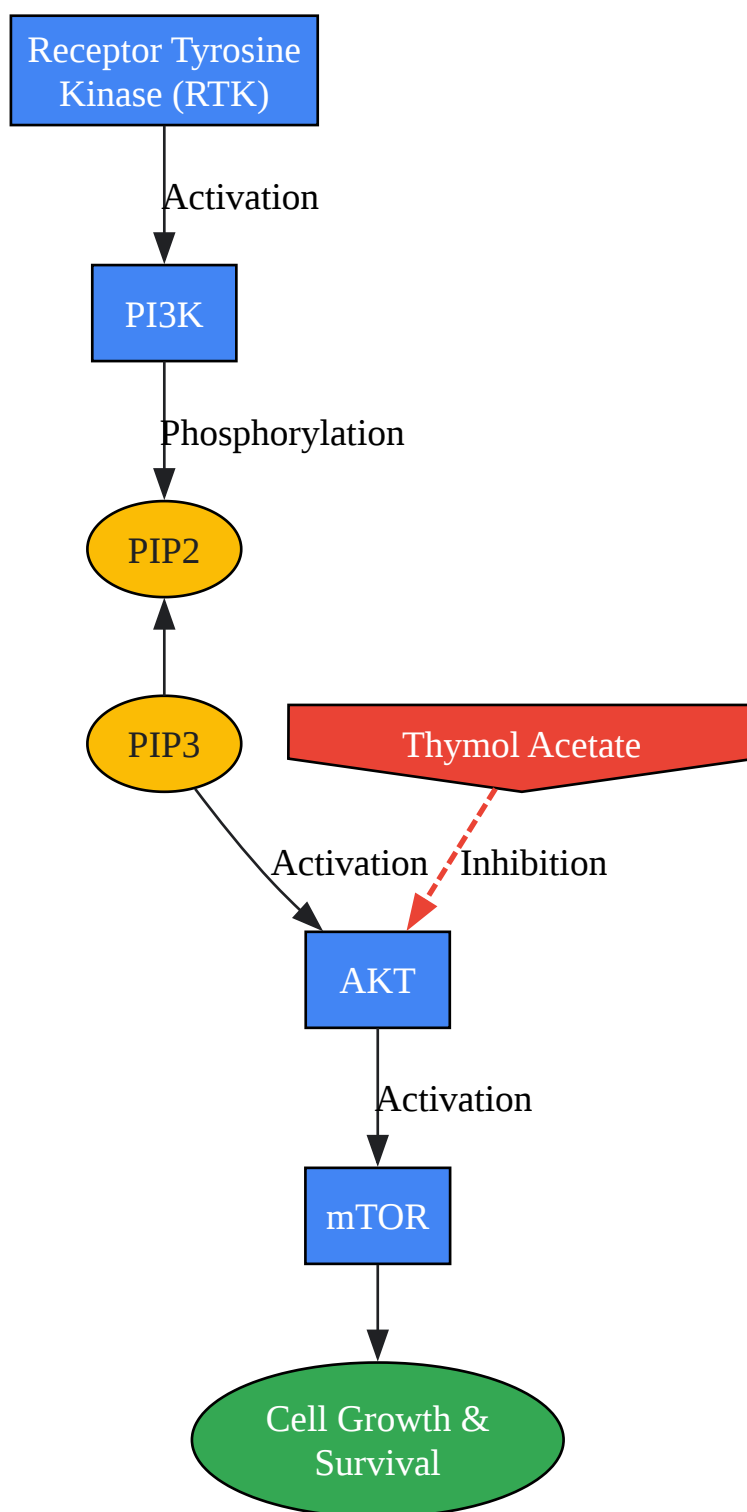 Receptor Tyrosine
Kinase (RTK)
Activation
PI3K
Phosphorylation
PIP2
PIP3
Thymol Acetate
Activation
Inhibition
AKT
Activation
mTOR
Cell Growth &
Survival